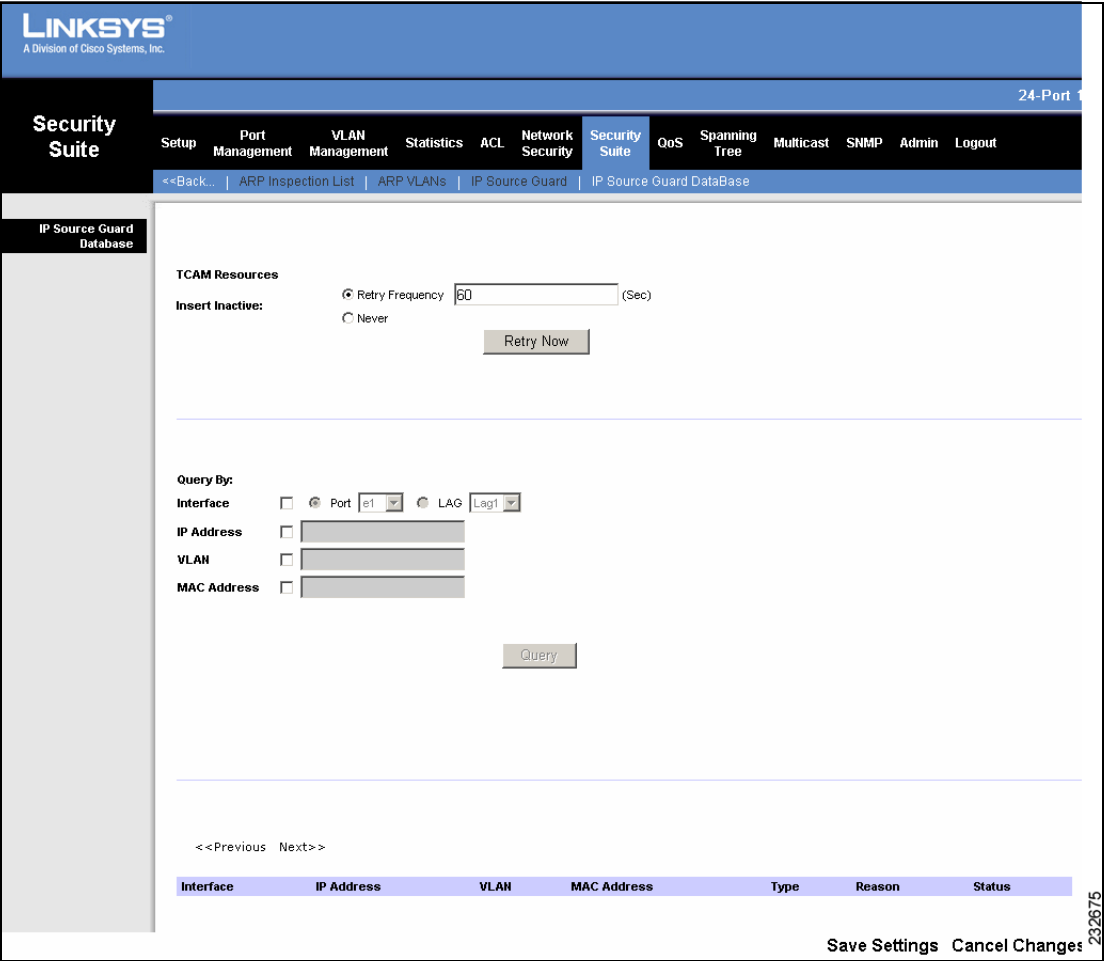 LINKSYS®
A Division of Cisco Systems, Inc.
24-Port 1
Security Suite
Setup Port Management VLAN Management Statistics ACL Network Security Security Suite QoS Spanning Tree Multicast SNMP Admin Logout
<<Back... | ARP Inspection List | ARP VLANs | IP Source Guard | IP Source Guard DataBase
IP Source Guard Database
TCAM Resources
Insert Inactive:
Retry Frequency 60 (Sec)
Never
Retry Now
Query By:
Interface Port e1 LAG Lag1
IP Address
VLAN
MAC Address
Query
<<Previous Next>>
Interface IP Address VLAN MAC Address Type Reason Status
Save Settings Cancel Changes
232675